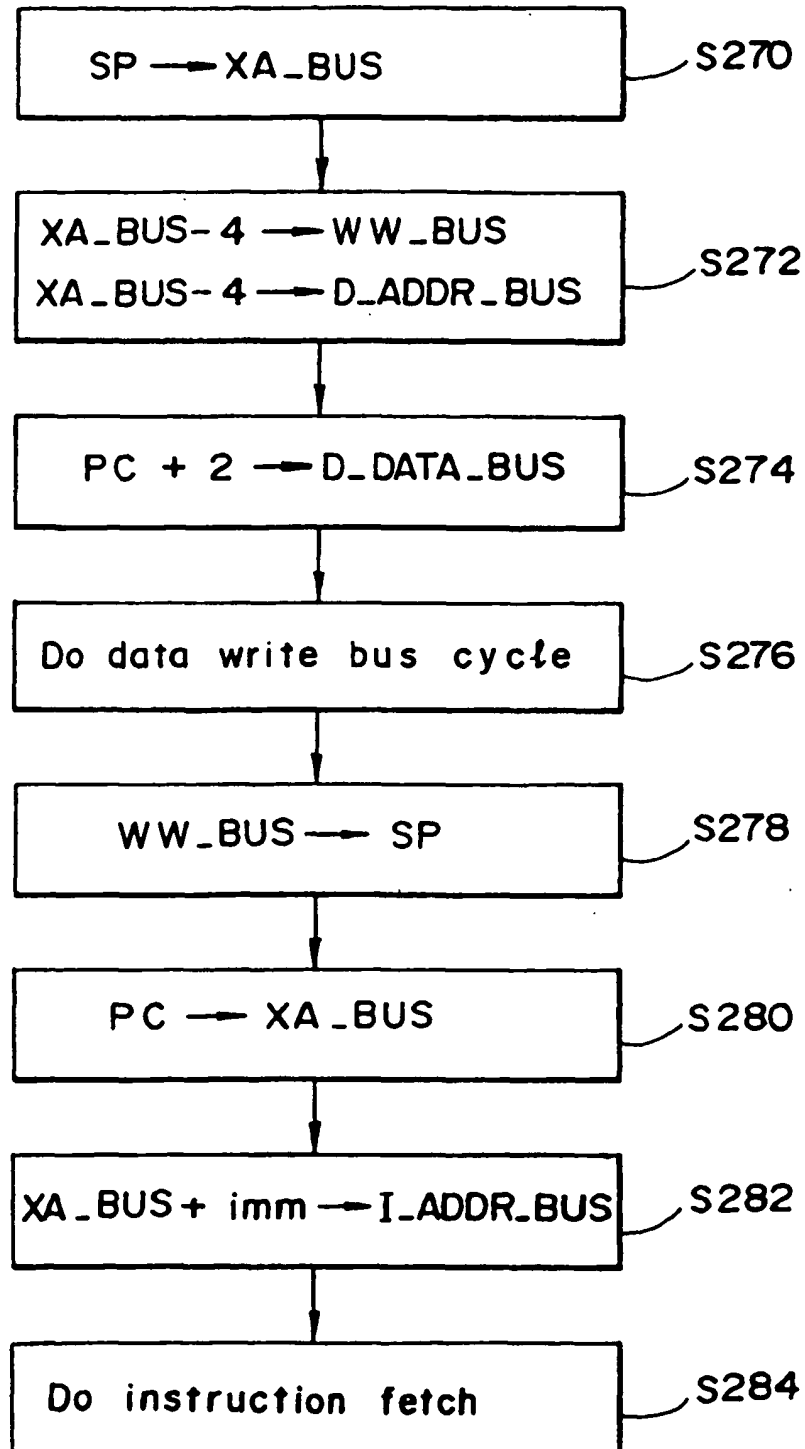 SP → XA_BUS
S270
XA_BUS-4 → WW_BUS
XA_BUS-4 → D_ADDR_BUS
S272
PC + 2 → D_DATA_BUS
S274
Do data write bus cycle
S276
WW_BUS → SP
S278
PC → XA_BUS
S280
XA_BUS + imm → I_ADDR_BUS
S282
Do instruction fetch
S284